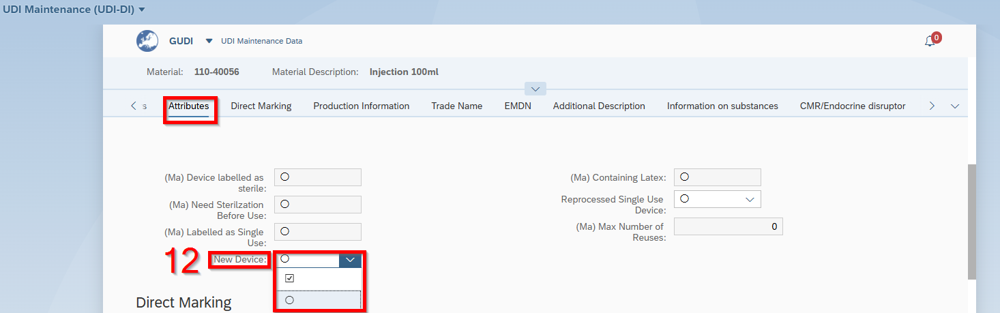 UDI Maintenance (UDI-DI)
GUDI UDI Maintenance Data 0
Material: 110-40056 Material Description: Injection 100ml
s Attributes Direct Marking Production Information Trade Name EMDN Additional Description Information on substances CMR/Endocrine disruptor
(Ma) Device labelled as
sterile:
(Ma) Need Sterilzation
Before Use:
(Ma) Labelled as Single
Use:
12 New Device:
(Ma) Containing Latex:
Reprocessed Single Use
Device:
(Ma) Max Number of
Reuses:
0
Direct Marking